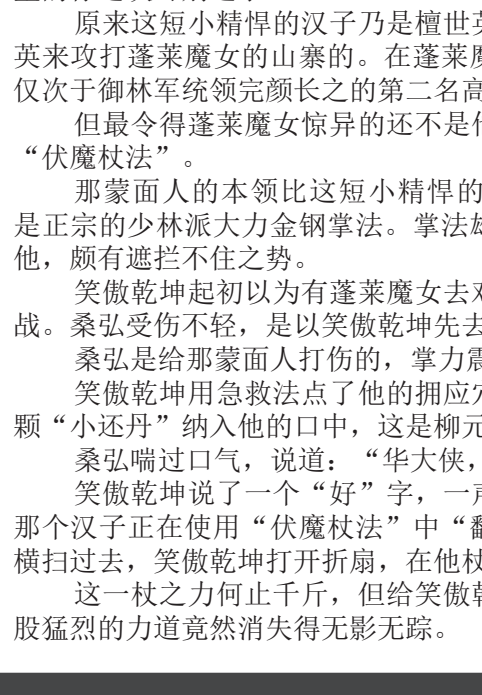 原来这短小精悍的汉子乃是檀世英
英来攻打蓬莱魔女的山寨的。在蓬莱魔
仅次于御林军统领完颜长之的第二名高
但最令得蓬莱魔女惊异的还不是他
“伏魔杖法”。
那蒙面人的本领比这短小精悍的
是正宗的少林派大力金钢掌法。掌法雄
他，颇有遮拦不住之势。
笑傲乾坤起初以为有蓬莱魔女去对
战。桑弘受伤不轻，是以笑傲乾坤先去
桑弘是给那蒙面人打伤的，掌力震
笑傲乾坤用急救法点了他的拥应穴
颗“小还丹”纳入他的口中，这是柳元
桑弘喘过口气，说道：“华大侠，
笑傲乾坤说了一个“好”字，一声
那个汉子正在使用“伏魔杖法”中“翻
横扫过去，笑傲乾坤打开折扇，在他杖
这一杖之力何止千斤，但给笑傲乾
股猛烈的力道竟然消失得无影无踪。